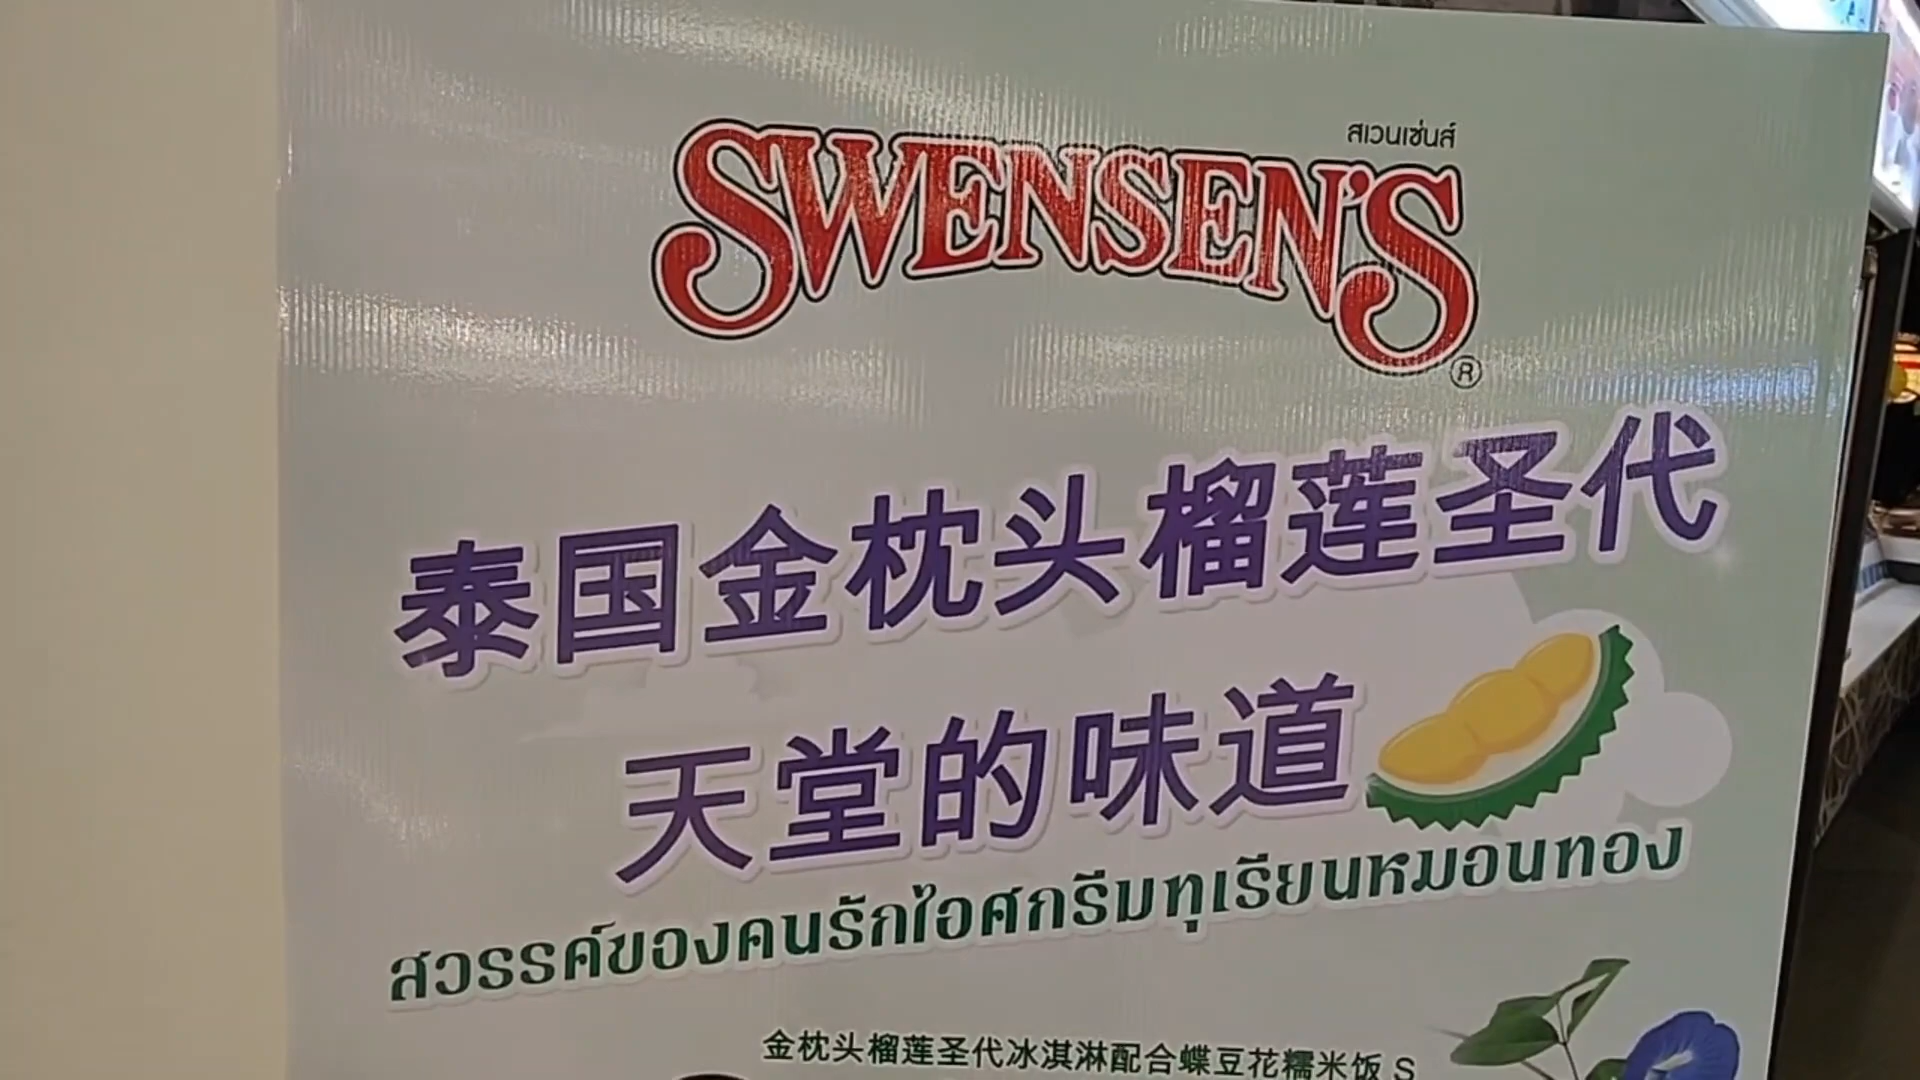 สเวนเซ่นส์
SWENSEN'S®
泰国金枕头榴莲圣代
天堂的味道
สวรรค์ของคนรักไอศกรีมทุเรียนหมอนทอง
金枕头榴莲圣代冰淇淋配合蝶豆花糯米饭 S